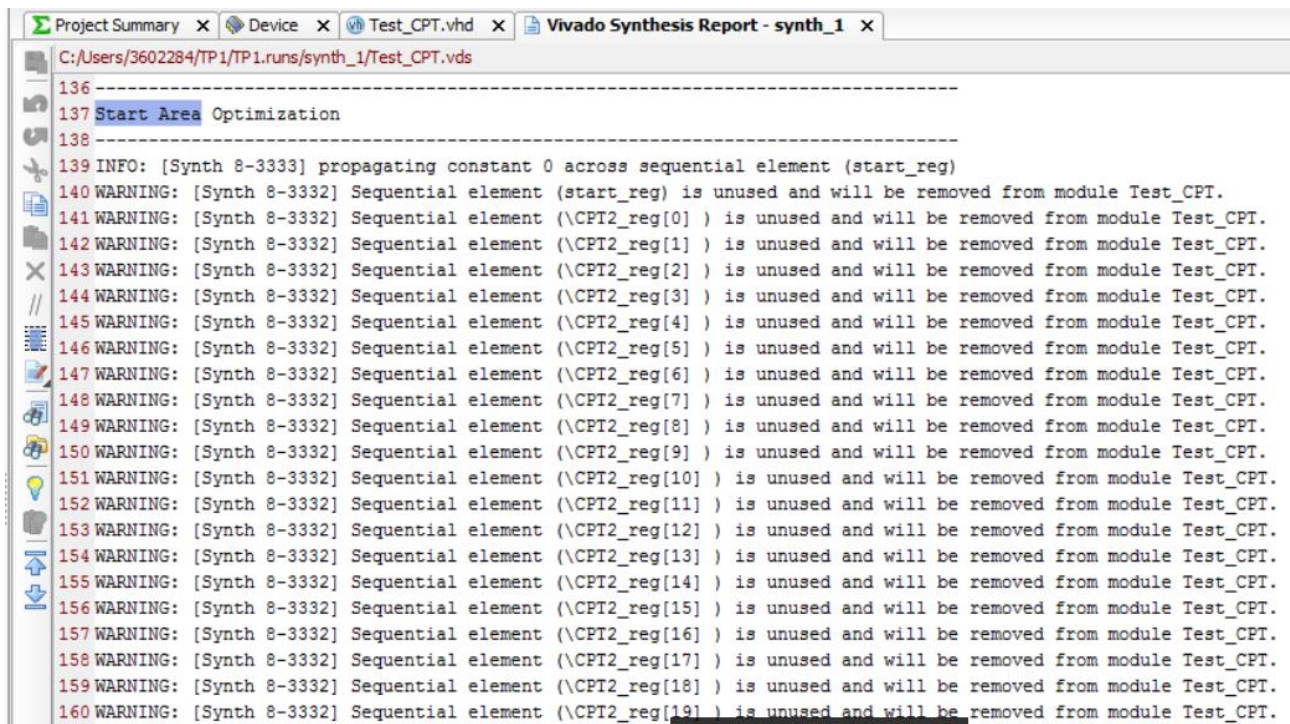 Project Summary x Device x Test_CPT.vhd x Vivado Synthesis Report - synth_1 x
C:/Users/3602284/TP1/TP1.runs/synth_1/Test_CPT.vds
136 ---------------------------------------------------------------------------------
137 Start Area Optimization
138 ---------------------------------------------------------------------------------
139 INFO: [Synth 8-3333] propagating constant 0 across sequential element (start_reg)
140 WARNING: [Synth 8-3332] Sequential element (start_reg) is unused and will be removed from module Test_CPT.
141 WARNING: [Synth 8-3332] Sequential element (\CPT2_reg[0] ) is unused and will be removed from module Test_CPT.
142 WARNING: [Synth 8-3332] Sequential element (\CPT2_reg[1] ) is unused and will be removed from module Test_CPT.
143 WARNING: [Synth 8-3332] Sequential element (\CPT2_reg[2] ) is unused and will be removed from module Test_CPT.
144 WARNING: [Synth 8-3332] Sequential element (\CPT2_reg[3] ) is unused and will be removed from module Test_CPT.
145 WARNING: [Synth 8-3332] Sequential element (\CPT2_reg[4] ) is unused and will be removed from module Test_CPT.
146 WARNING: [Synth 8-3332] Sequential element (\CPT2_reg[5] ) is unused and will be removed from module Test_CPT.
147 WARNING: [Synth 8-3332] Sequential element (\CPT2_reg[6] ) is unused and will be removed from module Test_CPT.
148 WARNING: [Synth 8-3332] Sequential element (\CPT2_reg[7] ) is unused and will be removed from module Test_CPT.
149 WARNING: [Synth 8-3332] Sequential element (\CPT2_reg[8] ) is unused and will be removed from module Test_CPT.
150 WARNING: [Synth 8-3332] Sequential element (\CPT2_reg[9] ) is unused and will be removed from module Test_CPT.
151 WARNING: [Synth 8-3332] Sequential element (\CPT2_reg[10] ) is unused and will be removed from module Test_CPT.
152 WARNING: [Synth 8-3332] Sequential element (\CPT2_reg[11] ) is unused and will be removed from module Test_CPT.
153 WARNING: [Synth 8-3332] Sequential element (\CPT2_reg[12] ) is unused and will be removed from module Test_CPT.
154 WARNING: [Synth 8-3332] Sequential element (\CPT2_reg[13] ) is unused and will be removed from module Test_CPT.
155 WARNING: [Synth 8-3332] Sequential element (\CPT2_reg[14] ) is unused and will be removed from module Test_CPT.
156 WARNING: [Synth 8-3332] Sequential element (\CPT2_reg[15] ) is unused and will be removed from module Test_CPT.
157 WARNING: [Synth 8-3332] Sequential element (\CPT2_reg[16] ) is unused and will be removed from module Test_CPT.
158 WARNING: [Synth 8-3332] Sequential element (\CPT2_reg[17] ) is unused and will be removed from module Test_CPT.
159 WARNING: [Synth 8-3332] Sequential element (\CPT2_reg[18] ) is unused and will be removed from module Test_CPT.
160 WARNING: [Synth 8-3332] Sequential element (\CPT2_reg[19] ) is unused and will be removed from module Test_CPT.